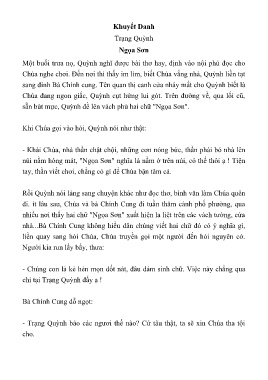 Khuyết Danh
Trạng Quỳnh
Ngọa Sơn
Một buổi trưa nọ, Quỳnh nghĩ được bài thơ hay, định vào nội phủ đọc cho
Chúa nghe chơi. Đến nơi thì thấy im lìm, biết Chúa vắng nhà, Quỳnh liền tạt
sang dinh Bà Chính Cung. Tên quan thị canh cửa nháy mắt cho Quỳnh biết là
Chúa đang ngon giấc, Quỳnh cụt hứng lui gót. Trên đường về, qua lối cũ,
sẵn bút mực, Quỳnh đề lên vách phủ hai chữ "Ngọa Sơn".
Khi Chúa gọi vào hỏi, Quỳnh nói như thật:
- Khải Chúa, nhà thần chật chội, những cơn nóng bức, thần phải bỏ nhà lên
núi nằm hóng mát, "Ngọa Sơn" nghĩa là nằm ở trên núi, có thế thôi ạ ! Tiện
tay, thần viết chơi, chẳng có gì để Chúa bận tâm cả.
Rồi Quỳnh nói lảng sang chuyện khác như đọc thơ, bình văn làm Chúa quên
đi. ít lâu sau, Chúa và bà Chính Cung đi tuần thăm cảnh phố phường, qua
nhiều nơi thấy hai chữ "Ngọa Sơn" xuất hiện la liệt trên các vách tường, cửa
nhà...Bà Chính Cung không hiểu dân chúng viết hai chữ đó có ý nghĩa gì,
liền quay sang hỏi Chúa, Chúa truyền gọi một người đến hỏi nguyên cớ.
Người kia run lẩy bẩy, thưa:
- Chúng con là kẻ hèn mọn dốt nát, đâu dám sính chữ. Việc này chẳng qua
chỉ tại Trạng Quỳnh đấy ạ !
Bà Chính Cung dỗ ngọt:
- Trạng Quỳnh bảo các ngươi thế nào? Cứ tâu thật, ta sẽ xin Chúa tha tội
cho.